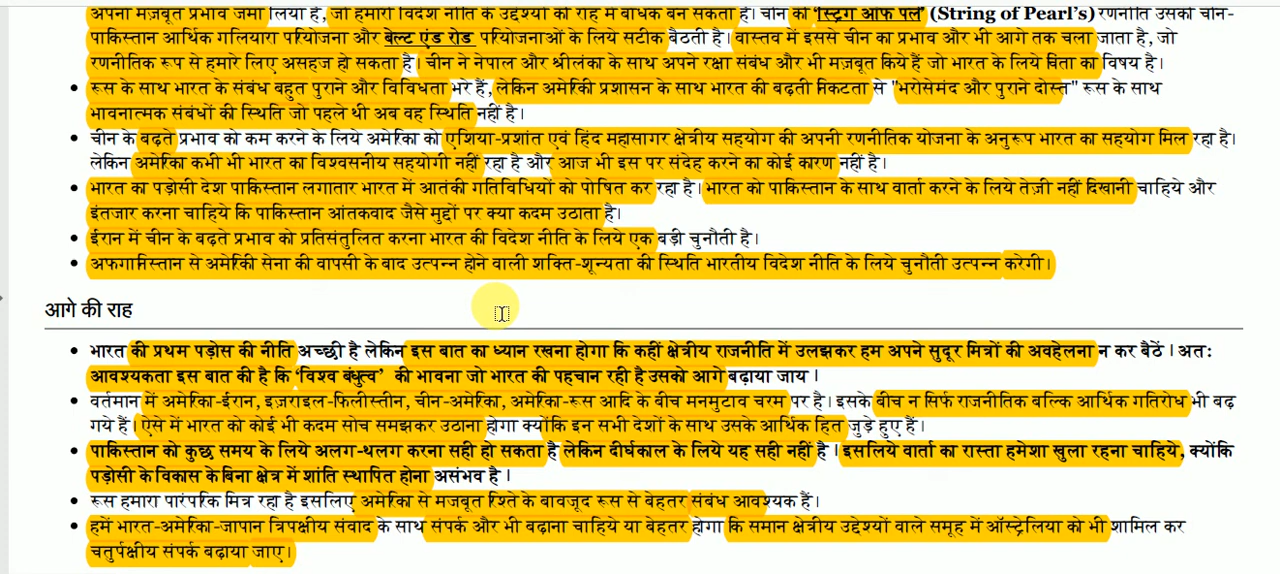 अपना मज़बूत प्रभाव जमा लिया है, जो हमारी विदेश नीति के उद्देश्यों की राह में बाधक बन सकता है। चीन की 'स्ट्रिंग ऑफ पर्ल' (String of Pearl's) रणनीति उसकी चीन-
पाकिस्तान आर्थिक गलियारा परियोजना और बेल्ट एंड रोड परियोजनाओं के लिये सटीक बैठती है। वास्तव में इससे चीन का प्रभाव और भी आगे तक चला जाता है, जो
रणनीतिक रूप से हमारे लिए असहज हो सकता है। चीन ने नेपाल और श्रीलंका के साथ अपने रक्षा संबंध और भी मज़बूत किये हैं जो भारत के लिये चिंता का विषय है।
• रूस के साथ भारत के संबंध बहुत पुराने और विविधता भरे हैं, लेकिन अमेरिकी प्रशासन के साथ भारत की बढ़ती निकटता से "भरोसेमंद और पुराने दोस्त" रूस के साथ
भावनात्मक संबंधों की स्थिति जो पहले थी अब वह स्थिति नहीं है।
• चीन के बढ़ते प्रभाव को कम करने के लिये अमेरिका को एशिया-प्रशांत एवं हिंद महासागर क्षेत्रीय सहयोग की अपनी रणनीतिक योजना के अनुरूप भारत का सहयोग मिल रहा है।
लेकिन अमेरिका कभी भी भारत का विश्वसनीय सहयोगी नहीं रहा है और आज भी इस पर संदेह करने का कोई कारण नहीं है।
• भारत का पड़ोसी देश पाकिस्तान लगातार भारत में आतंकी गतिविधियों को पोषित कर रहा है। भारत को पाकिस्तान के साथ वार्ता करने के लिये तेज़ी नहीं दिखानी चाहिये और
इंतजार करना चाहिये कि पाकिस्तान आंतकवाद जैसे मुद्दों पर क्या कदम उठाता है।
• ईरान में चीन के बढ़ते प्रभाव को प्रतिसंतुलित करना भारत की विदेश नीति के लिये एक बड़ी चुनौती है।
• अफगानिस्तान से अमेरिकी सेना की वापसी के बाद उत्पन्न होने वाली शक्ति-शून्यता की स्थिति भारतीय विदेश नीति के लिये चुनौती उत्पन्न करेगी।
आगे की राह
• भारत की प्रथम पड़ोस की नीति अच्छी है लेकिन इस बात का ध्यान रखना होगा कि कहीं क्षेत्रीय राजनीति में उलझकर हम अपने सुदूर मित्रों की अवहेलना न कर बैठें। अतः
आवश्यकता इस बात की है कि 'विश्व बंधुत्व' की भावना जो भारत की पहचान रही है उसको आगे बढ़ाया जाय।
• वर्तमान में अमेरिका-ईरान, इज़राइल-फिलीस्तीन, चीन-अमेरिका, अमेरिका-रूस आदि के बीच मनमुटाव चरम पर है। इसके बीच न सिर्फ राजनीतिक बल्कि आर्थिक गतिरोध भी बढ़
गये हैं। ऐसे में भारत को कोई भी कदम सोच समझकर उठाना होगा क्योंकि इन सभी देशों के साथ उसके आर्थिक हित जुड़े हुए हैं।
• पाकिस्तान को कुछ समय के लिये अलग-थलग करना सही हो सकता है लेकिन दीर्घकाल के लिये यह सही नहीं है। इसलिये वार्ता का रास्ता हमेशा खुला रहना चाहिये, क्योंकि
पड़ोसी के विकास के बिना क्षेत्र में शांति स्थापित होना असंभव है।
• रूस हमारा पारंपरिक मित्र रहा है इसलिए अमेरिका से मजबूत रिश्ते के बावजूद रूस से बेहतर संबंध आवश्यक हैं।
• हमें भारत-अमेरिका-जापान त्रिपक्षीय संवाद के साथ संपर्क और भी बढ़ाना चाहिये या बेहतर होगा कि समान क्षेत्रीय उद्देश्यों वाले समूह में ऑस्ट्रेलिया को भी शामिल कर
चतुर्पक्षीय संपर्क बढ़ाया जाए।